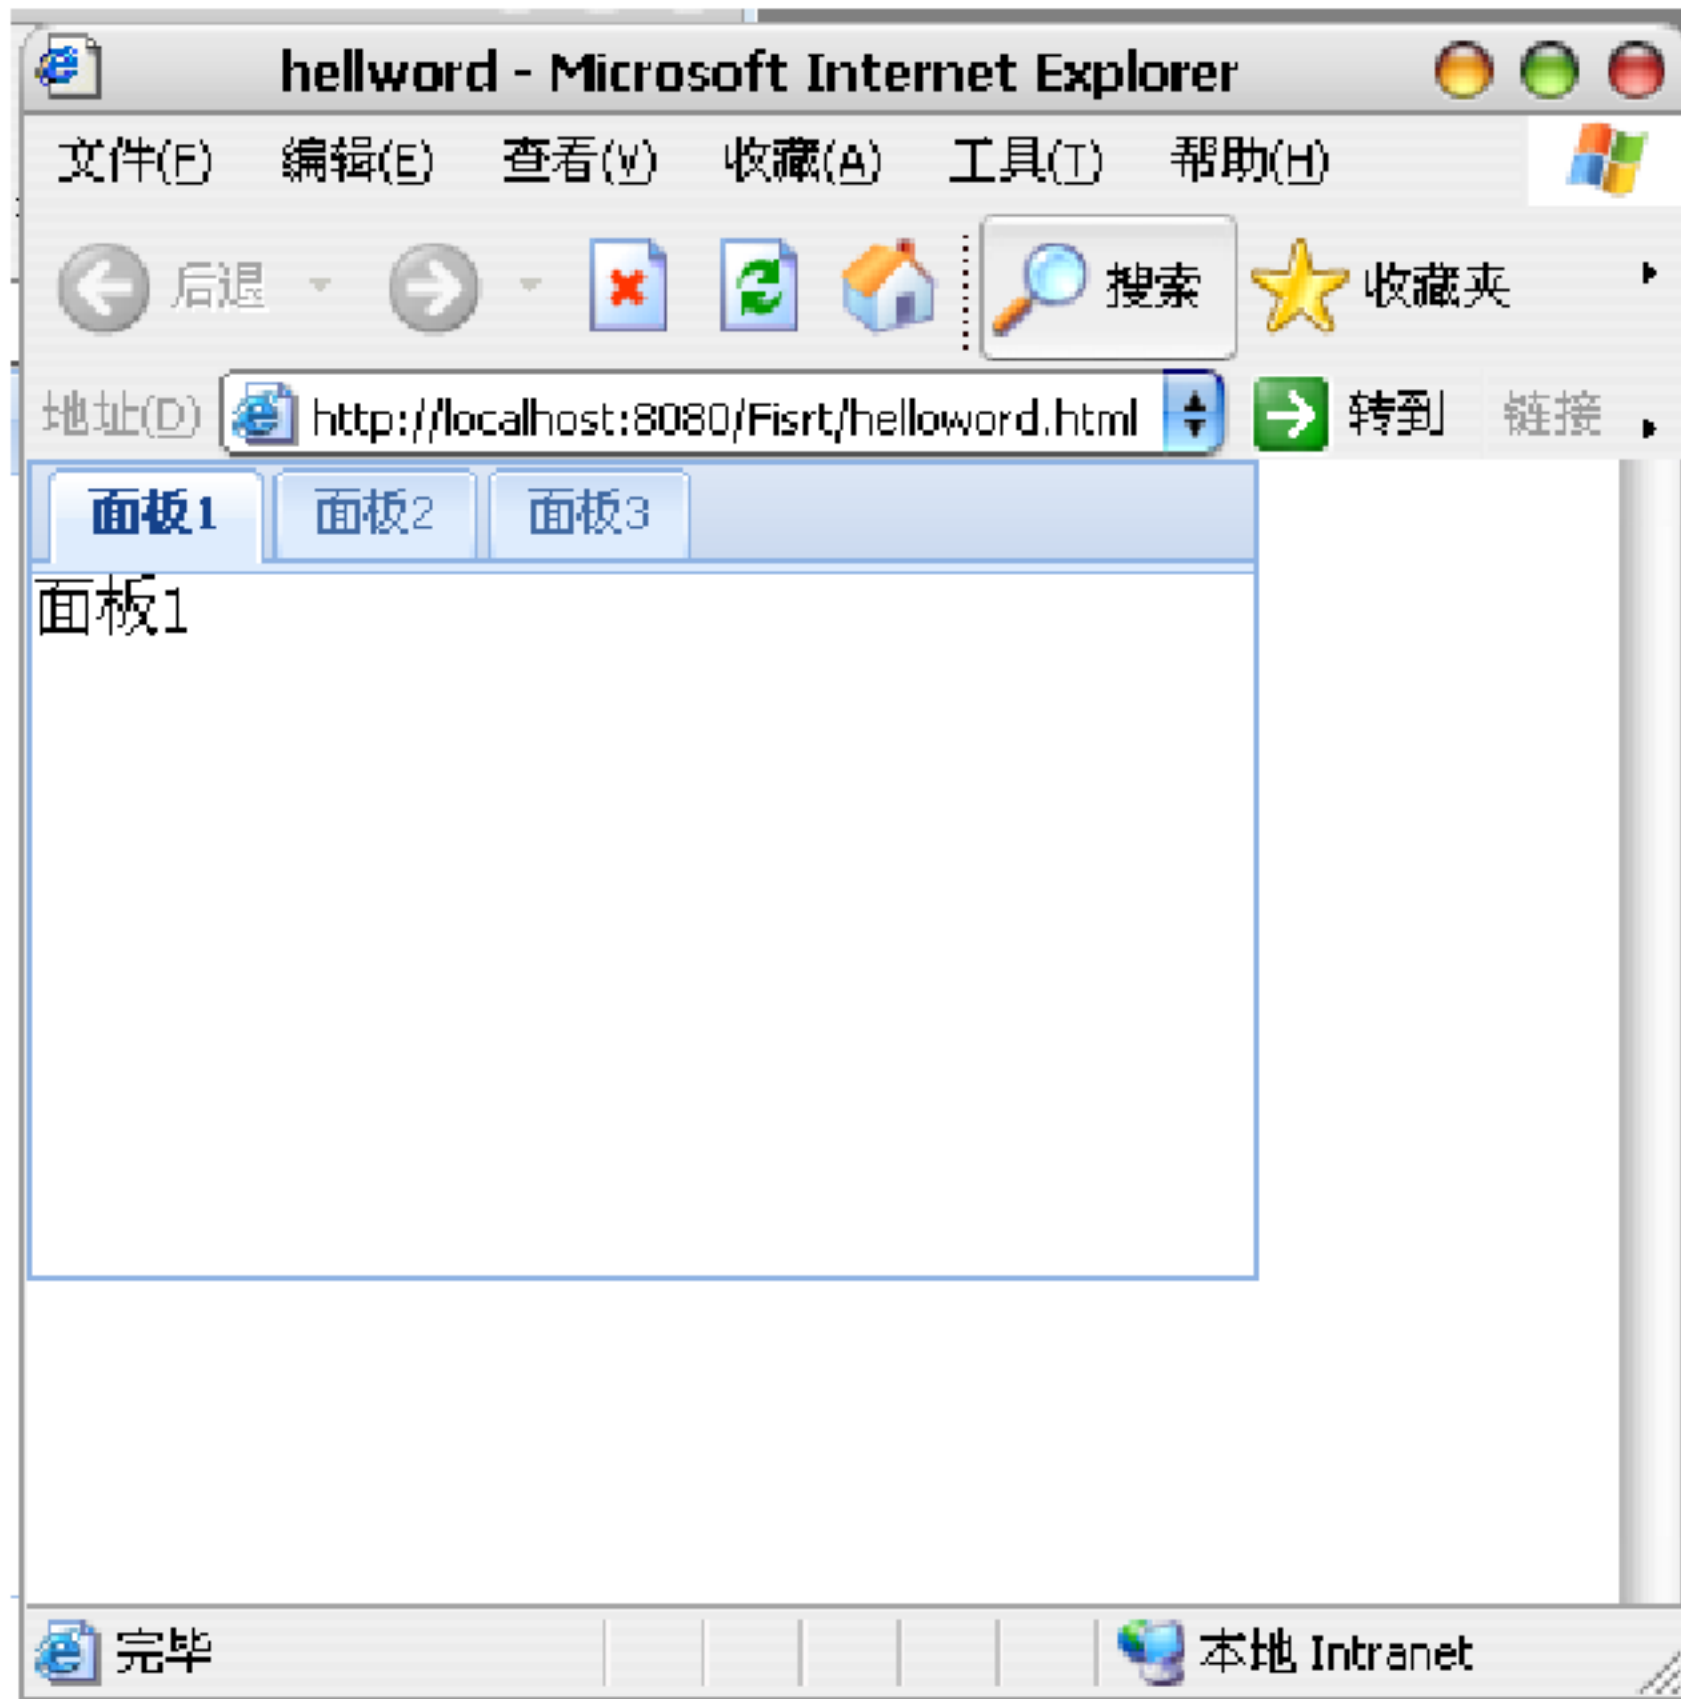 hellword - Microsoft Internet Explorer
文件(F) 编辑(E) 查看(V) 收藏(A) 工具(T) 帮助(H)
后退 搜索 收藏夹
地址(D) http://localhost:8080/Fisrt/helloword.html 转到 链接
面板1 面板2 面板3
面板1
完毕 本地 Intranet